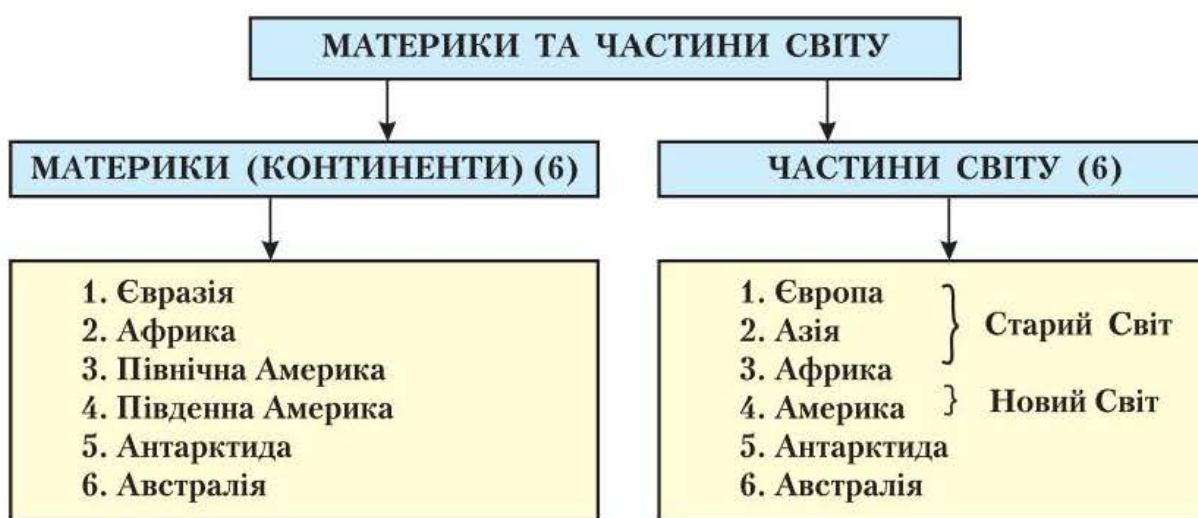 МАТЕРИКИ ТА ЧАСТИНИ СВІТУ
МАТЕРИКИ (КОНТИНЕНТИ) (6)
1. Євразія
2. Африка
3. Північна Америка
4. Південна Америка
5. Антарктида
6. Австралія
ЧАСТИНИ СВІТУ (6)
1. Європа
2. Азія
3. Африка
Старий Світ
4. Америка
Новий Світ
5. Антарктида
6. Австралія